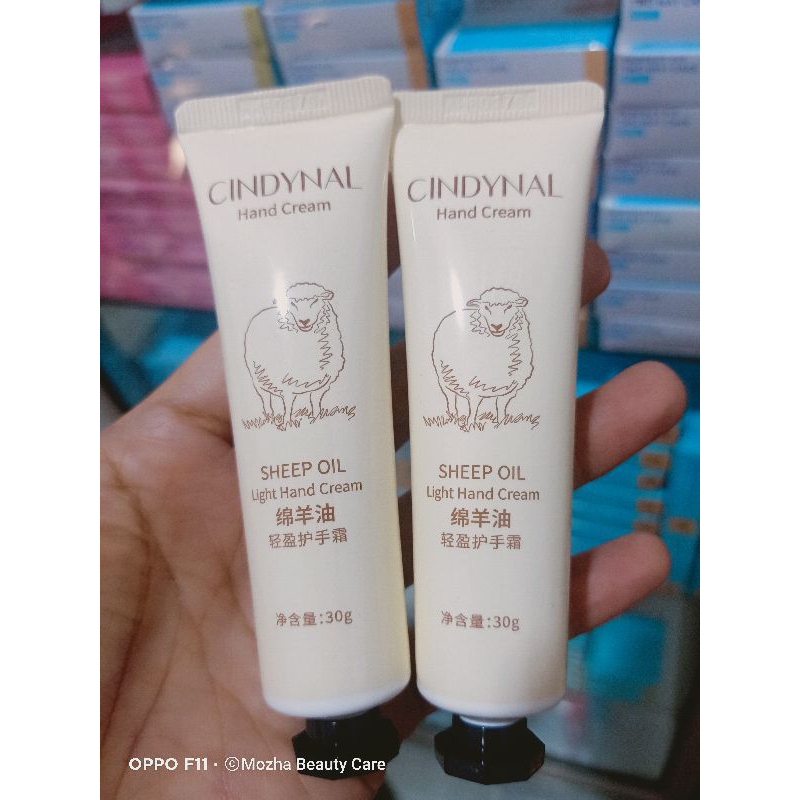 CINDYNAL
Hand Cream
SHEEP OIL
Light Hand Cream
绵羊油
轻盈护手霜
净含量:30g
CINDYNAL
Hand Cream
SHEEP OIL
Light Hand Cream
绵羊油
轻盈护手霜
净含量:30g
OPPO F11 · ©Mozha Beauty Care